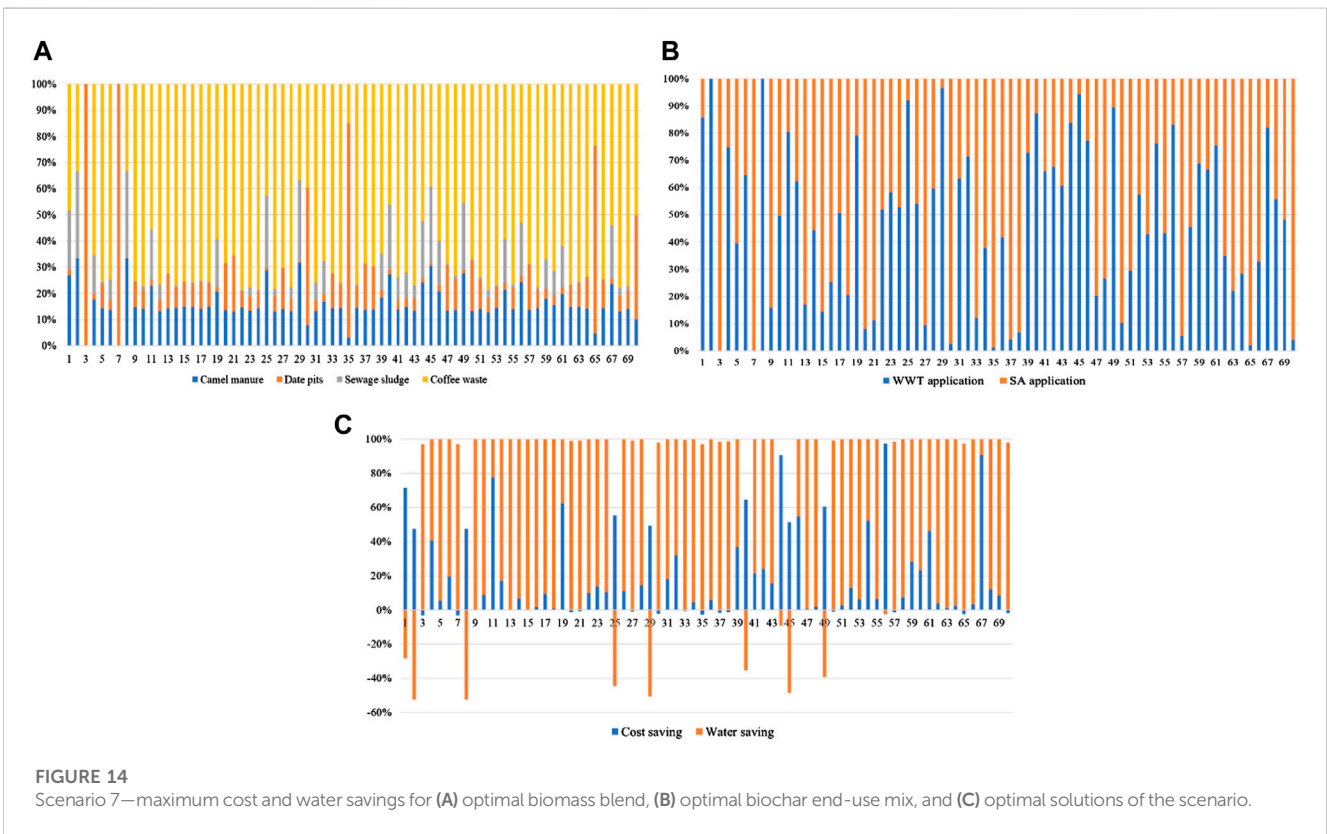 A
100%
90%
80%
70%
60%
50%
40%
30%
20%
10%
0%
1 3 5 7 9 11 13 15 17 19 21 23 25 27 29 31 33 35 37 39 41 43 45 47 49 51 53 55 57 59 61 63 65 67 69
Camel manure Date pits Sewage sludge Coffee waste
B
100%
90%
80%
70%
60%
50%
40%
30%
20%
10%
0%
1 3 5 7 9 11 13 15 17 19 21 23 25 27 29 31 33 35 37 39 41 43 45 47 49 51 53 55 57 59 61 63 65 67 69
WWT application SA application
C
100%
80%
60%
40%
20%
0%
-20%
-40%
-60%
1 3 5 7 9 11 13 15 17 19 21 23 25 27 29 31 33 35 37 39 41 43 45 47 49 51 53 55 57 59 61 63 65 67 69
Cost saving Water saving
FIGURE 14
Scenario 7—maximum cost and water savings for (A) optimal biomass blend, (B) optimal biochar end-use mix, and (C) optimal solutions of the scenario.